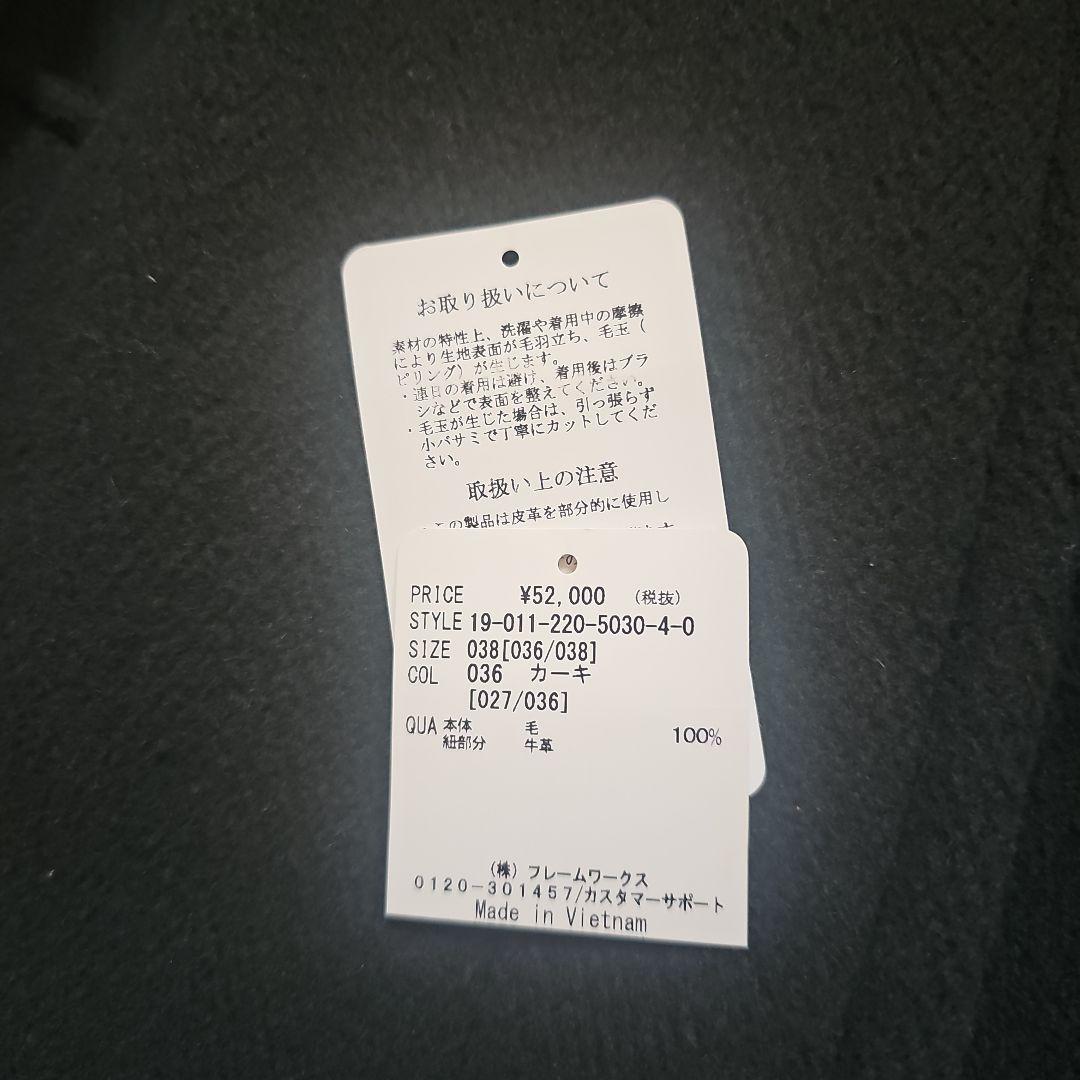 お取り扱いについて
素材の特性上、洗濯や着用中の摩擦
により生地表面が毛羽立ち、毛玉（
ピリング）が生じます。
・連日の着用は避け、着用後はブラ
シなどで表面を整えてください。
・毛玉が生じた場合は、引っ張らず
小バサミで丁寧にカットしてくだ
さい。
取扱い上の注意
この製品は皮革を部分的に使用し
PRICE ¥52,000 （税抜）
STYLE 19-011-220-5030-4-0
SIZE 038[036/038]
COL 036 カーキ
[027/036]
QUA 本体 毛 100%
紐部分 牛革
（株）フレームワークス
0120-301457/カスタマーサポート
Made in Vietnam